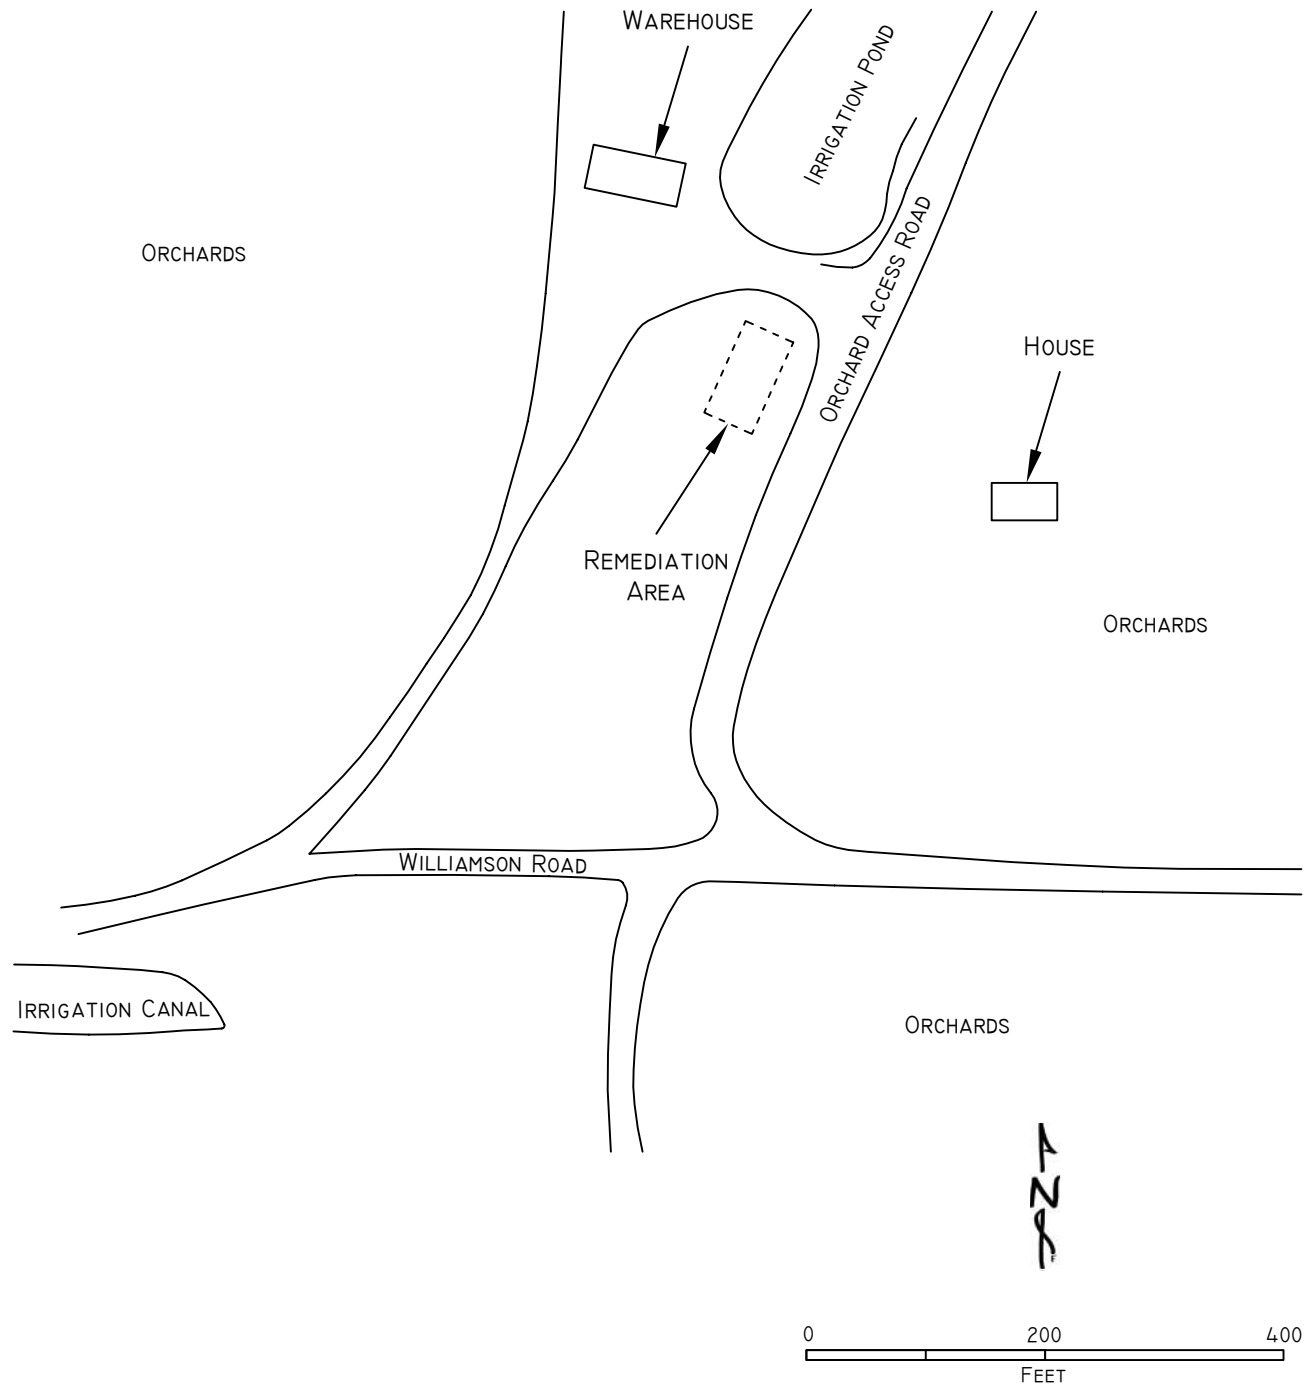 WAREHOUSE
IRRIGATION POND
ORCHARDS
ORCHARD ACCESS ROAD
HOUSE
REMEDIATION
AREA
ORCHARDS
WILLIAMSON ROAD
IRRIGATION CANAL
ORCHARDS
N
0 200 400
FEET